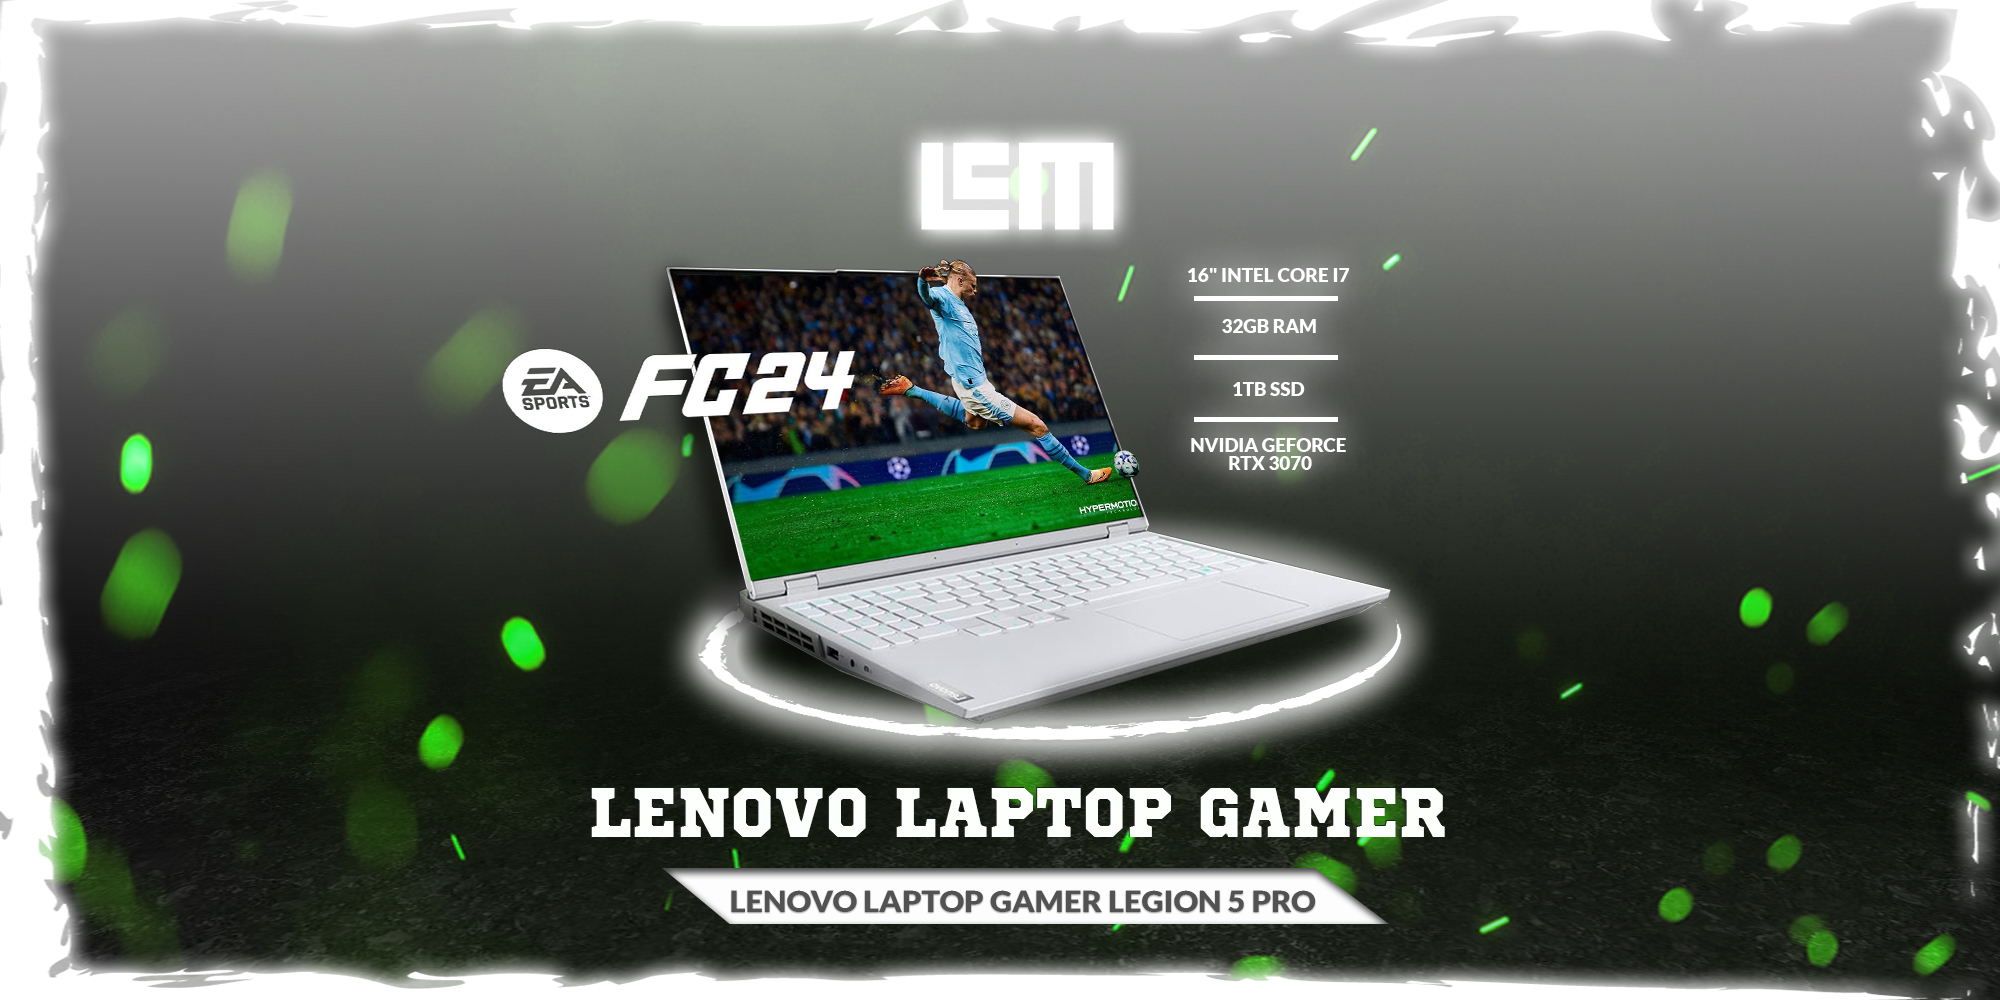 LEM
16" INTEL CORE I7
32GB RAM
1TB SSD
NVIDIA GEFORCE
RTX 3070
EA
SPORTS
FC24
HYPERMOTIO
Lenovo
LENOVO LAPTOP GAMER
LENOVO LAPTOP GAMER LEGION 5 PRO